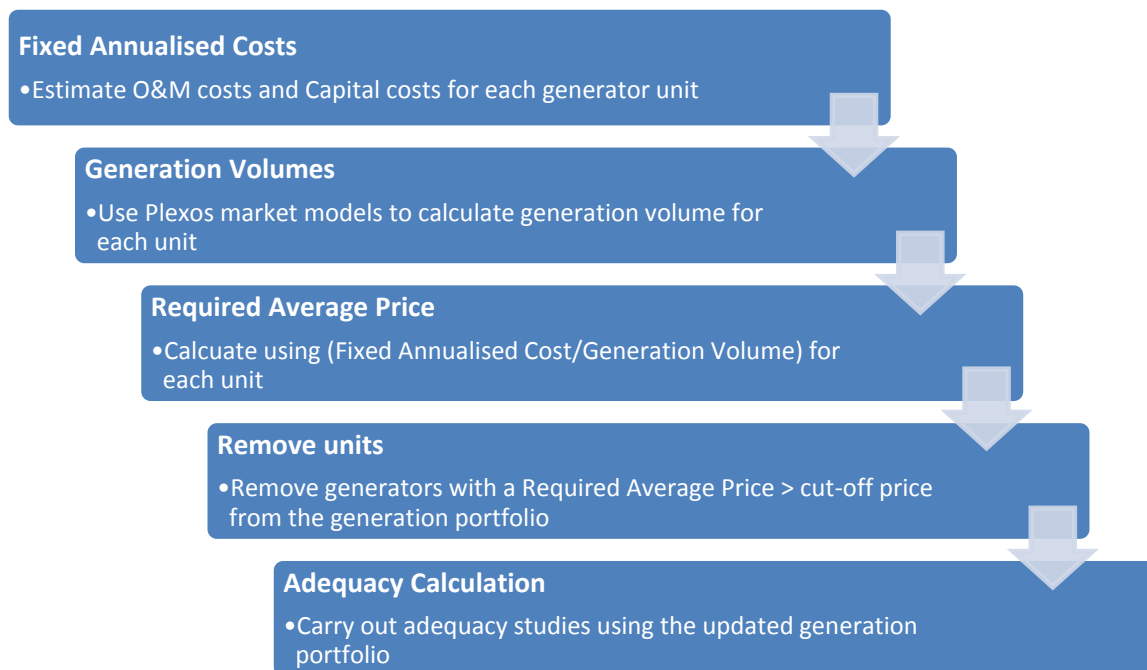 Fixed Annualised Costs
•Estimate O&M costs and Capital costs for each generator unit
Generation Volumes
•Use Plexos market models to calculate generation volume for
each unit
Required Average Price
•Calcuate using (Fixed Annualised Cost/Generation Volume) for
each unit
Remove units
•Remove generators with a Required Average Price > cut-off price
from the generation portfolio
Adequacy Calculation
•Carry out adequacy studies using the updated generation
portfolio